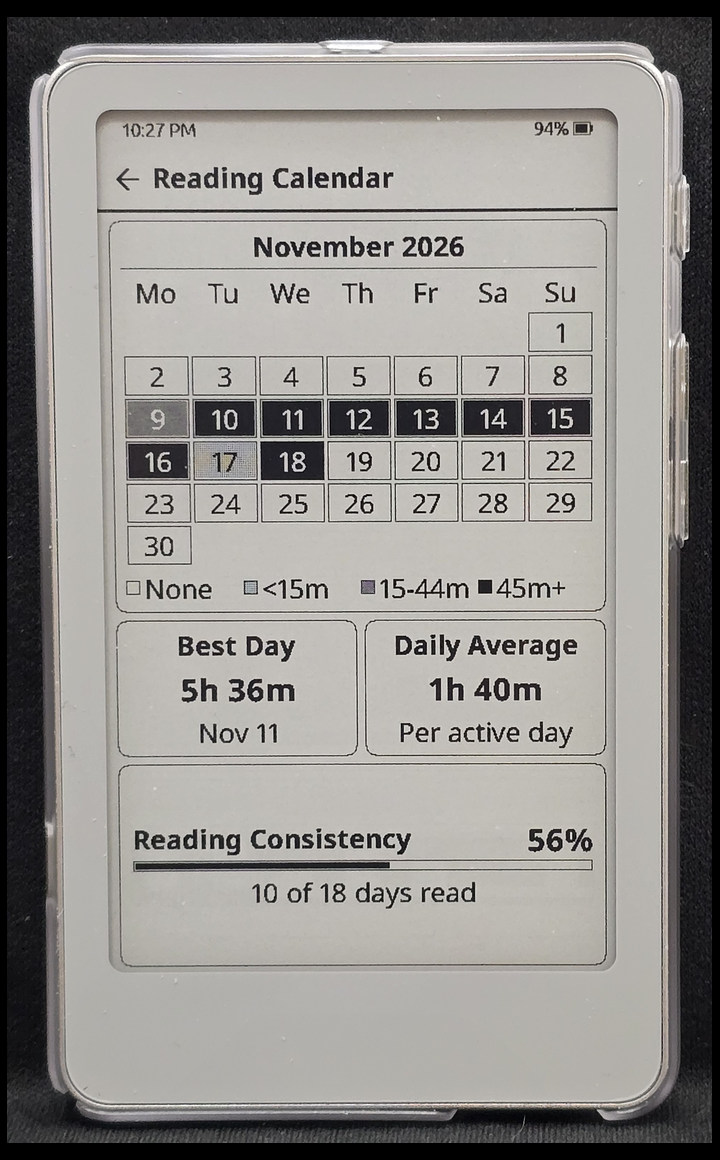 10:27 PM 94%
← Reading Calendar
November 2026
Mo Tu We Th Fr Sa Su
1
2 3 4 5 6 7 8
9 10 11 12 13 14 15
16 17 18 19 20 21 22
23 24 25 26 27 28 29
30
None <15m 15-44m 45m+
Best Day
5h 36m
Nov 11
Daily Average
1h 40m
Per active day
Reading Consistency 56%
10 of 18 days read